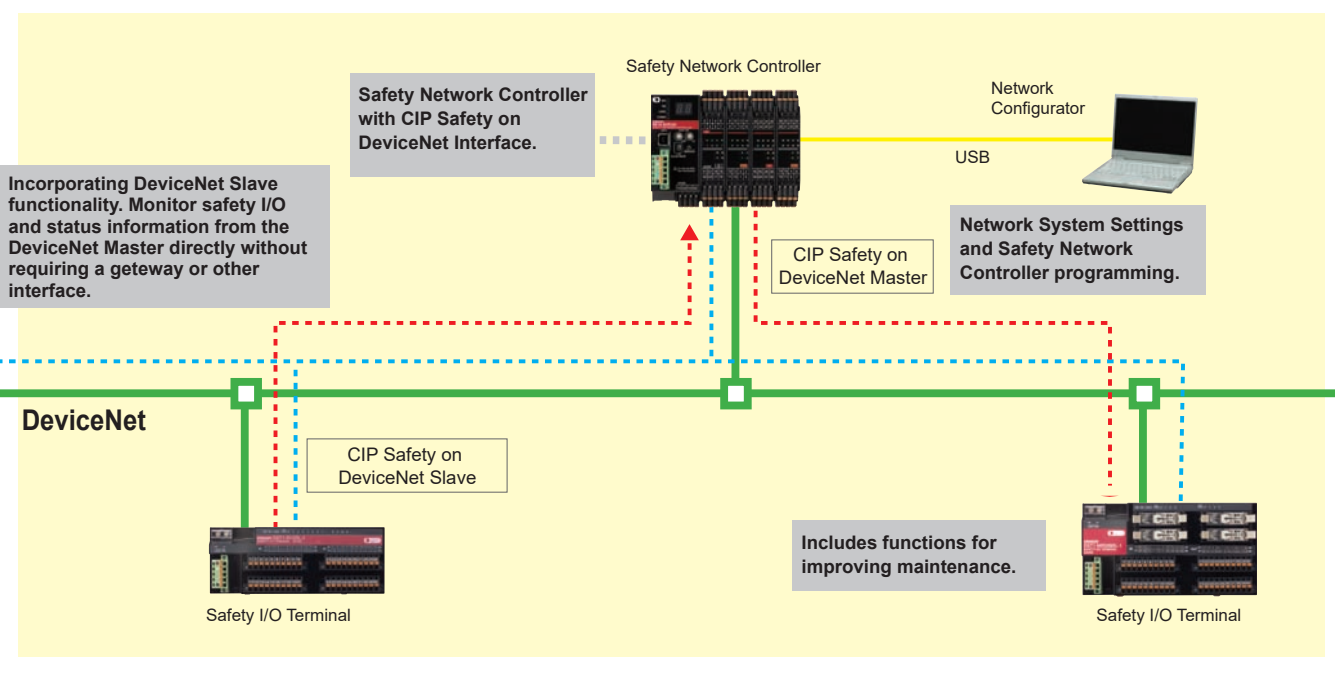 Safety Network Controller
Safety Network Controller
with CIP Safety on
DeviceNet Interface.
Network
Configurator
USB
Incorporating DeviceNet Slave
functionality. Monitor safety I/O
and status information from the
DeviceNet Master directly without
requiring a geteway or other
interface.
Network System Settings
and Safety Network
Controller programming.
CIP Safety on
DeviceNet Master
DeviceNet
CIP Safety on
DeviceNet Slave
Includes functions for
improving maintenance.
Safety I/O Terminal
Safety I/O Terminal